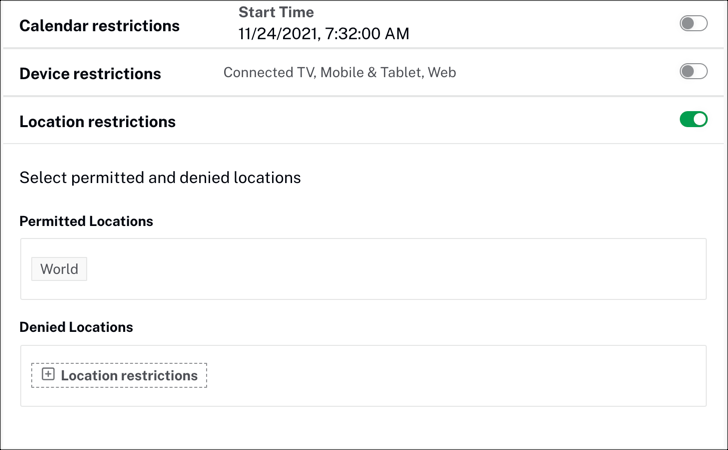 Calendar restrictions
Start Time
11/24/2021, 7:32:00 AM
Device restrictions
Connected TV, Mobile & Tablet, Web
Location restrictions
Select permitted and denied locations
Permitted Locations
World
Denied Locations
Location restrictions